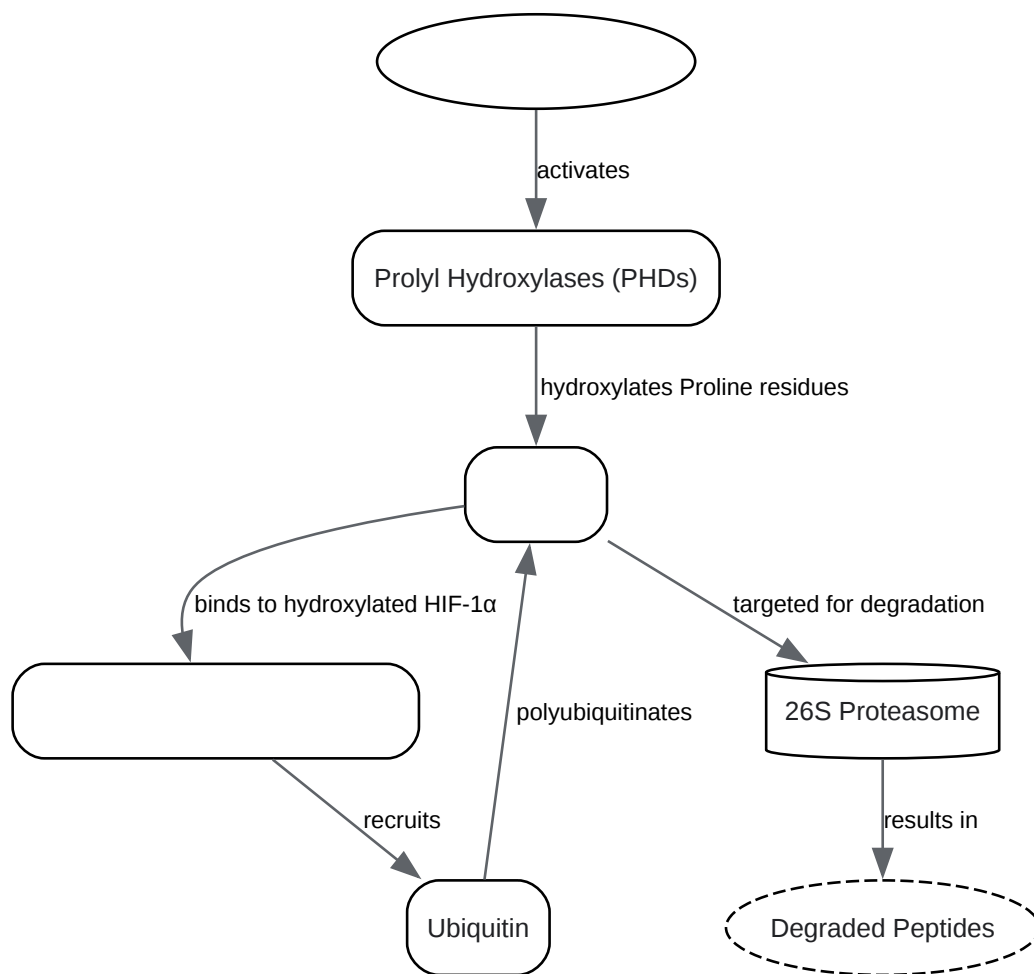 activates
Prolyl Hydroxylases (PHDs)
hydroxylates Proline residues
binds to hydroxylated HIF-1α
targeted for degradation
polyubiquitinates
26S Proteasome
recruits
results in
Ubiquitin
Degraded Peptides